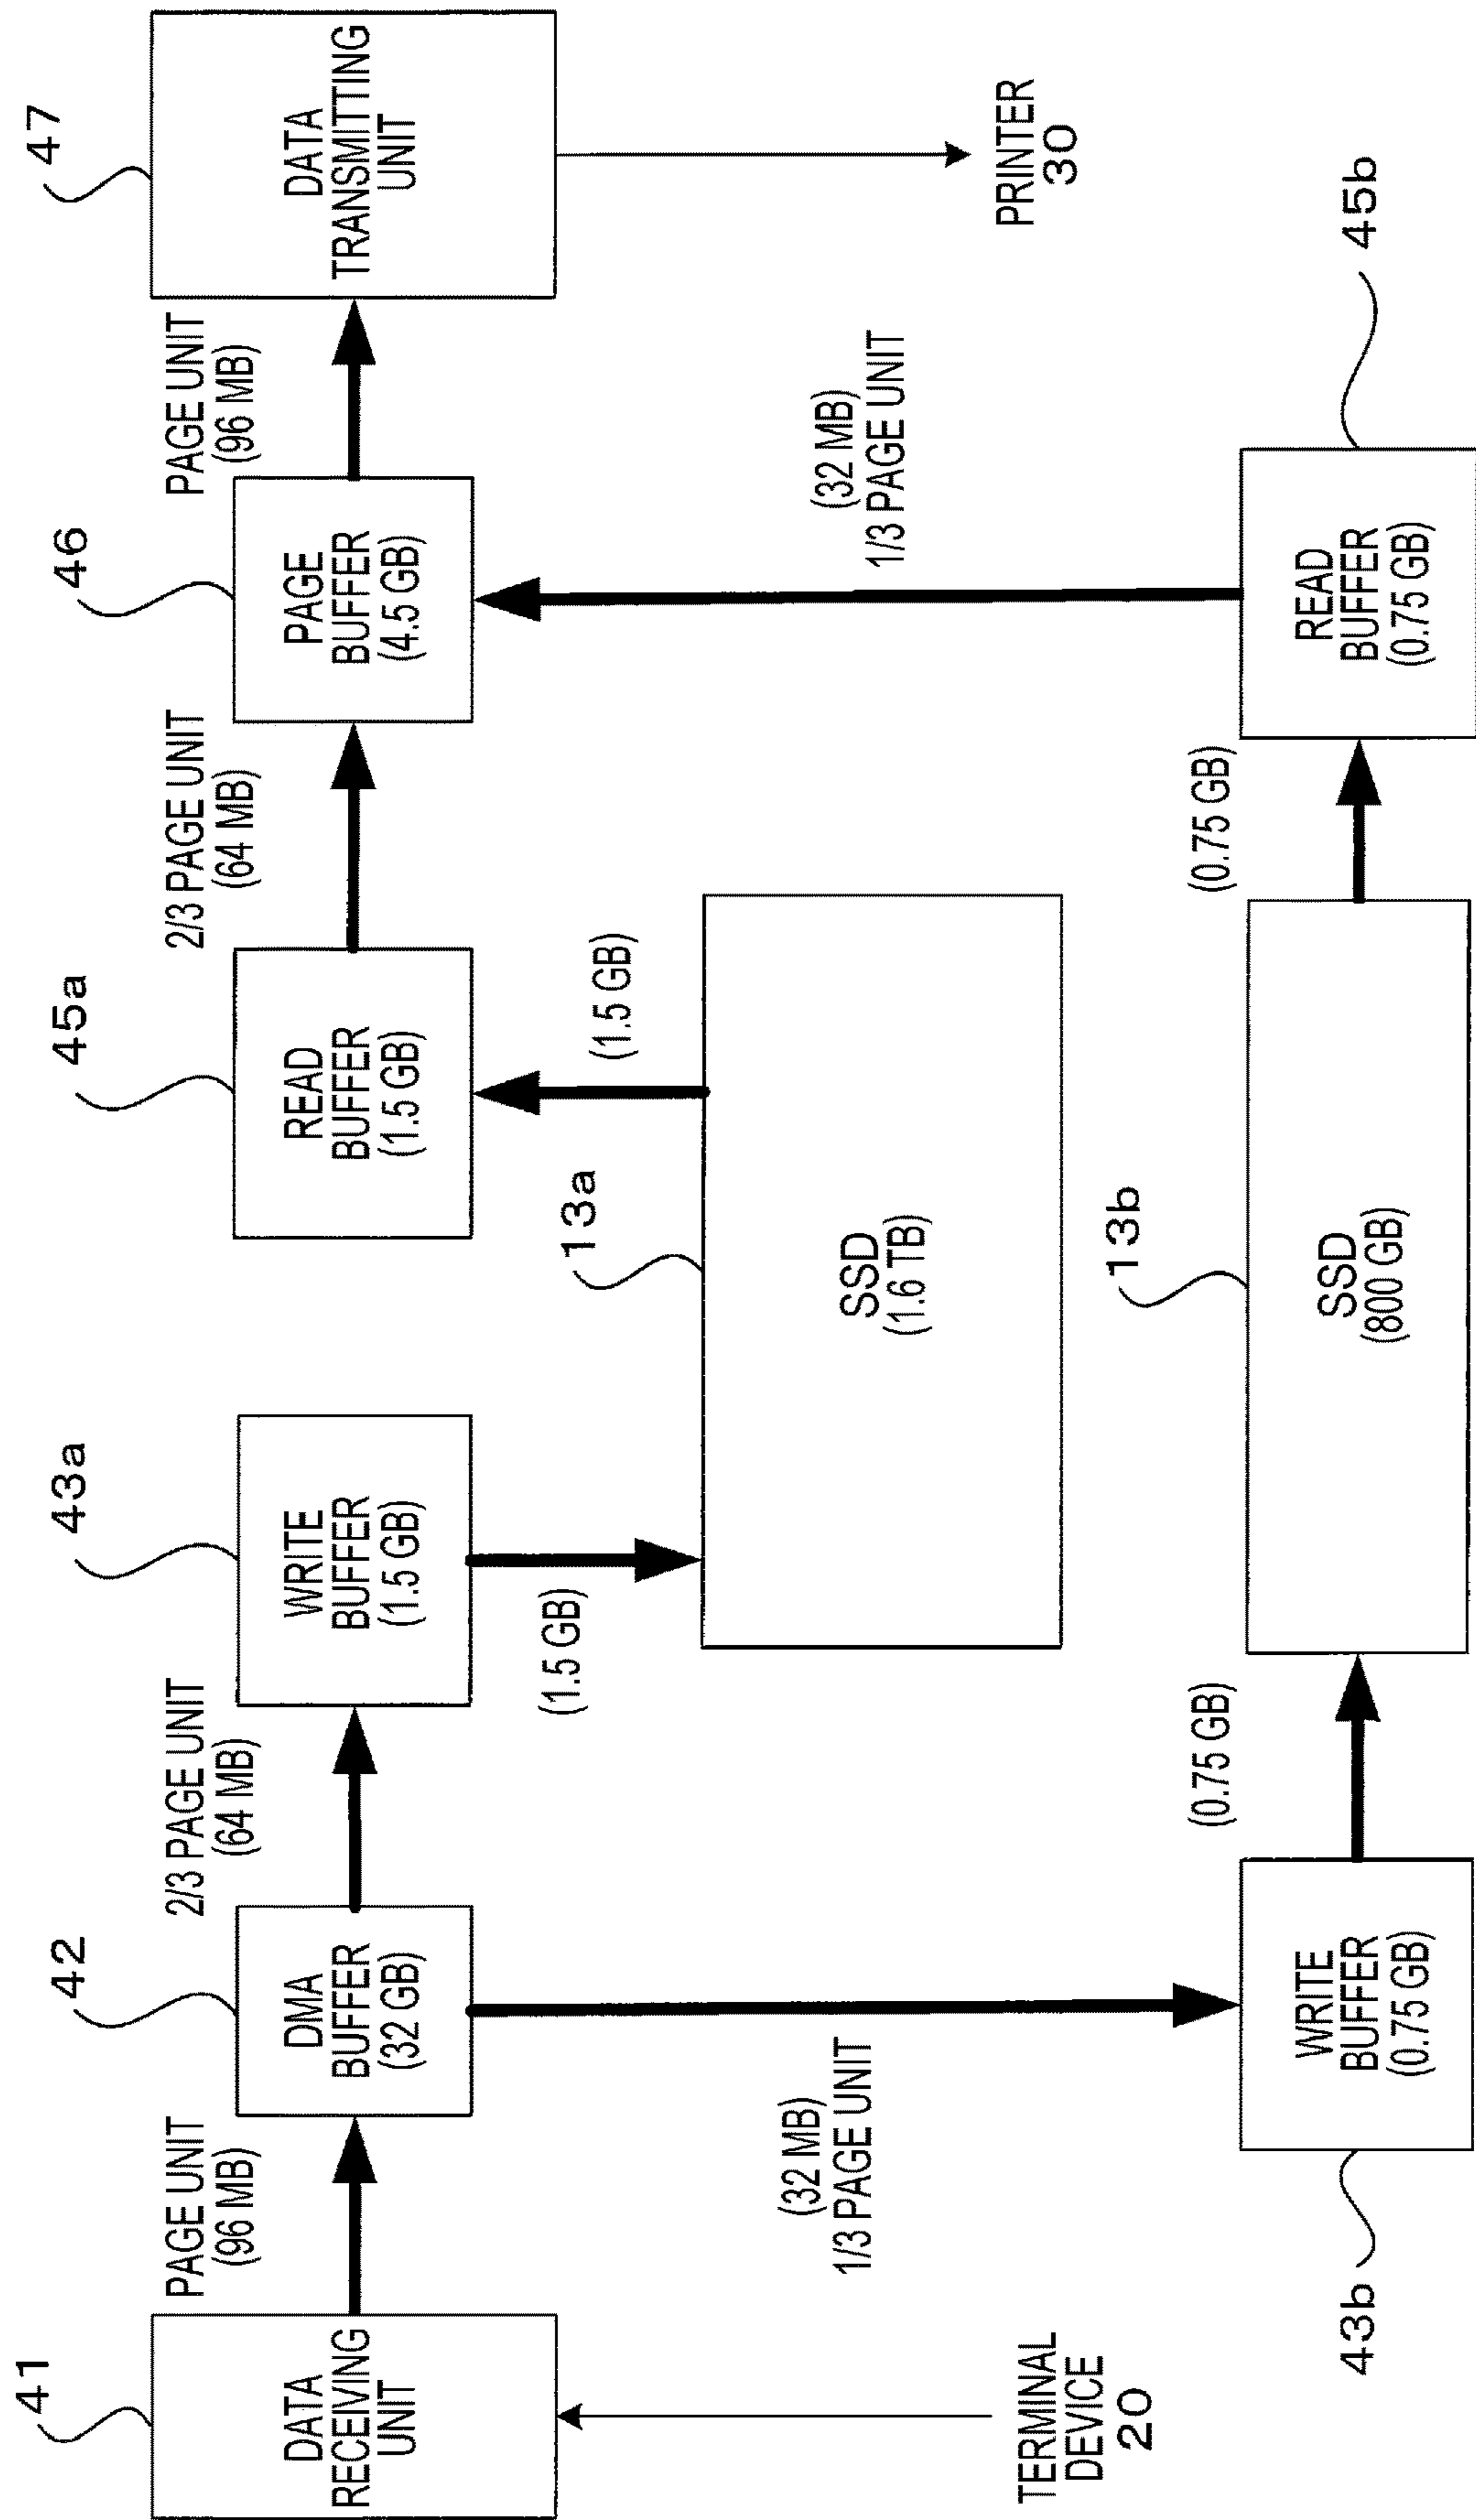 41
DATA
RECEIVING
UNIT
TERMINAL
DEVICE
20
PAGE UNIT
(96 MB)
42
DMA
BUFFER
(32 GB)
2/3 PAGE UNIT
(64 MB)
(32 MB)
1/3 PAGE UNIT
43a
WRITE
BUFFER
(1.5 GB)
(1.5 GB)
43b
WRITE
BUFFER
(0.75 GB)
(0.75 GB)
13a
SSD
(1.6 TB)
13b
SSD
(800 GB)
(1.5 GB)
45a
READ
BUFFER
(1.5 GB)
2/3 PAGE UNIT
(64 MB)
(0.75 GB)
45b
READ
BUFFER
(0.75 GB)
(32 MB)
1/3 PAGE UNIT
46
PAGE
BUFFER
(4.5 GB)
PAGE UNIT
(96 MB)
47
DATA
TRANSMITTING
UNIT
PRINTER
30